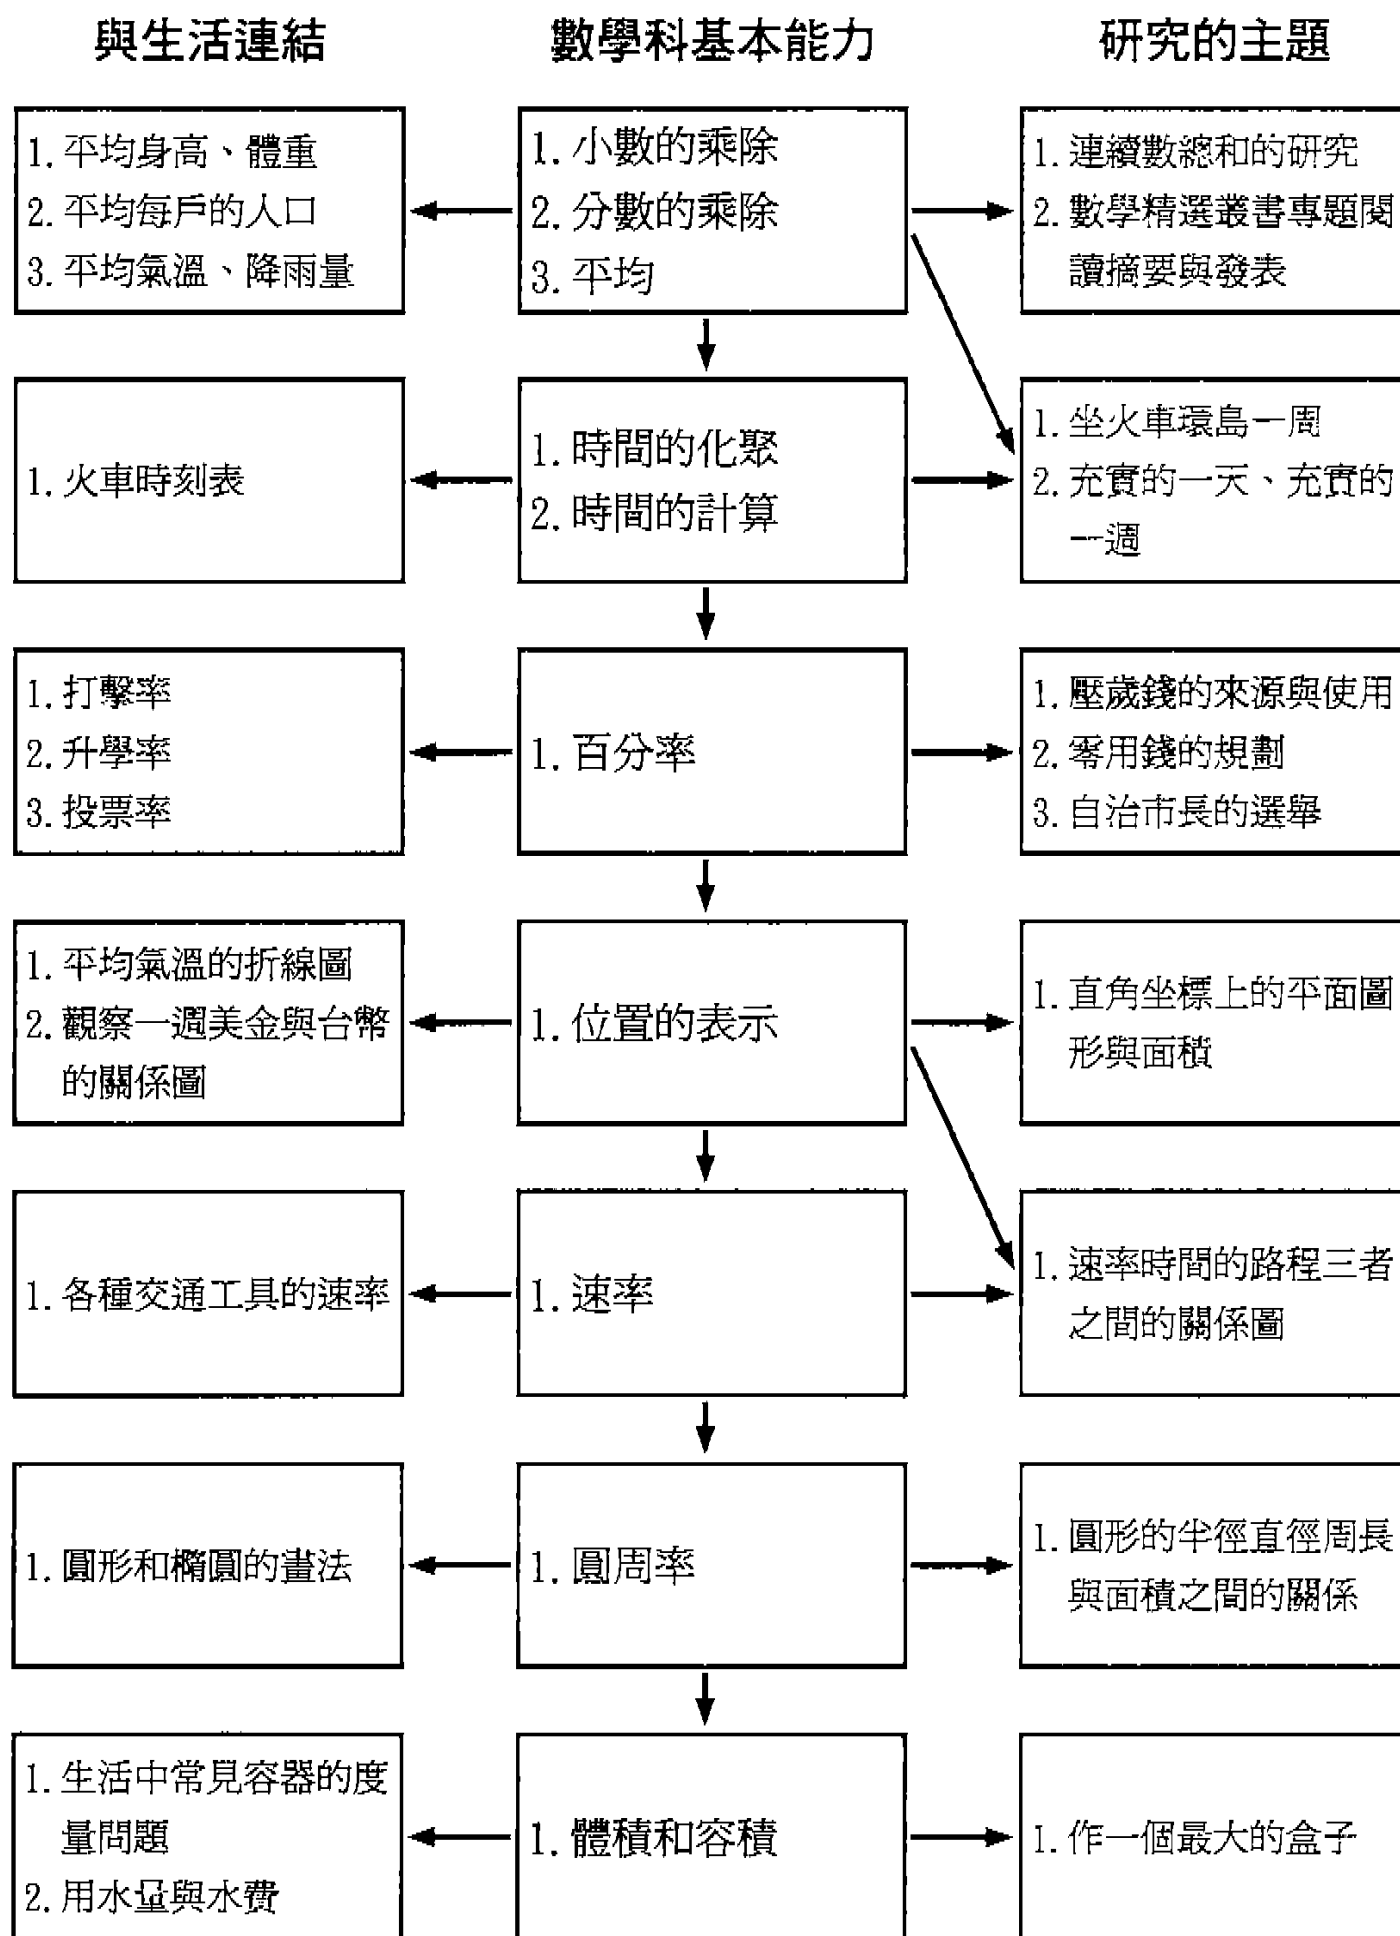 與生活連結
數學科基本能力
研究的主題
1. 平均身高、體重
2. 平均每戶的人口
3. 平均氣溫、降雨量
1. 小數的乘除
2. 分數的乘除
3. 平均
1. 連續數總和的研究
2. 數學精選叢書專題閱
讀摘要與發表
1. 火車時刻表
1. 時間的化聚
2. 時間的計算
1. 坐火車環島一周
2. 充實的一天、充實的
一週
1. 打擊率
2. 升學率
3. 投票率
1. 百分率
1. 壓歲錢的來源與使用
2. 零用錢的規劃
3. 自治市長的選舉
1. 平均氣溫的折線圖
2. 觀察一週美金與台幣
的關係圖
1. 位置的表示
1. 直角坐標上的平面圖
形與面積
1. 各種交通工具的速率
1. 速率
1. 速率時間的路程三者
之間的關係圖
1. 圓形和橢圓的畫法
1. 圓周率
1. 圓形的半徑直徑周長
與面積之間的關係
1. 生活中常見容器的度
量問題
2. 用水量與水費
1. 體積和容積
1. 作一個最大的盒子